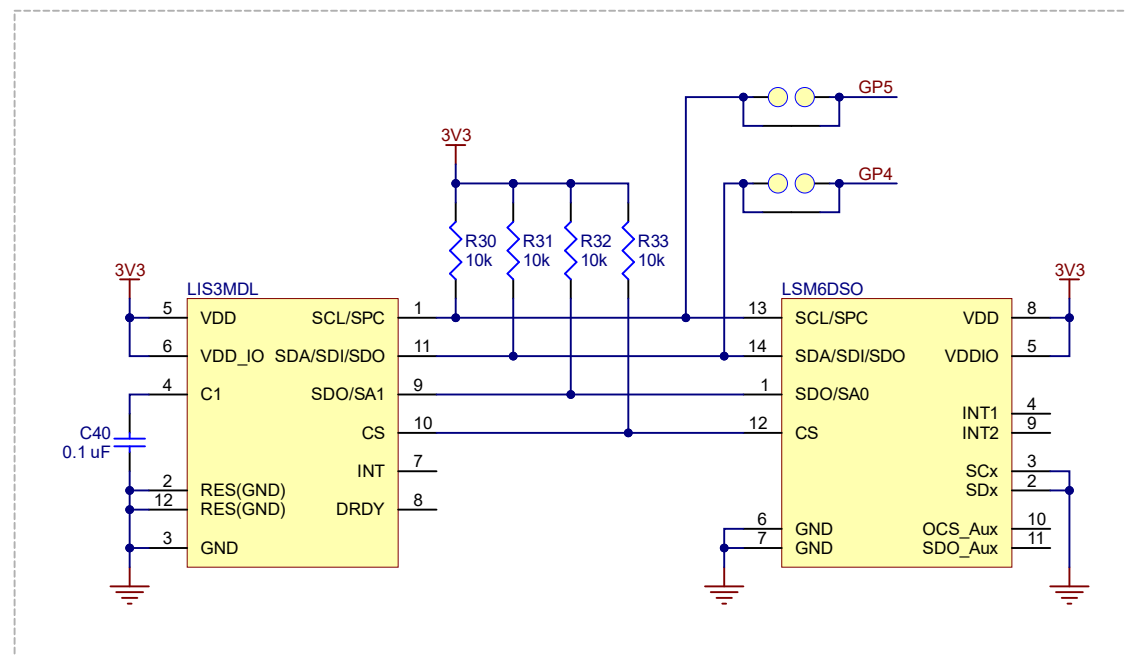 GP5
GP4
3V3
R30
10k
R31
10k
R32
10k
R33
10k
3V3
LIS3MDL
5 VDD
6 VDD_IO
4 C1
2 RES(GND)
12 RES(GND)
3 GND
SCL/SPC 1
SDA/SDI/SDO 11
SDO/SA1 9
CS 10
INT 7
DRDY 8
C40
0.1 uF
3V3
LSM6DSO
13 SCL/SPC
14 SDA/SDI/SDO
1 SDO/SA0
12 CS
6 GND
7 GND
VDD 8
VDDIO 5
INT1 4
INT2 9
SCx 3
SDx 2
OCS_Aux 10
SDO_Aux 11